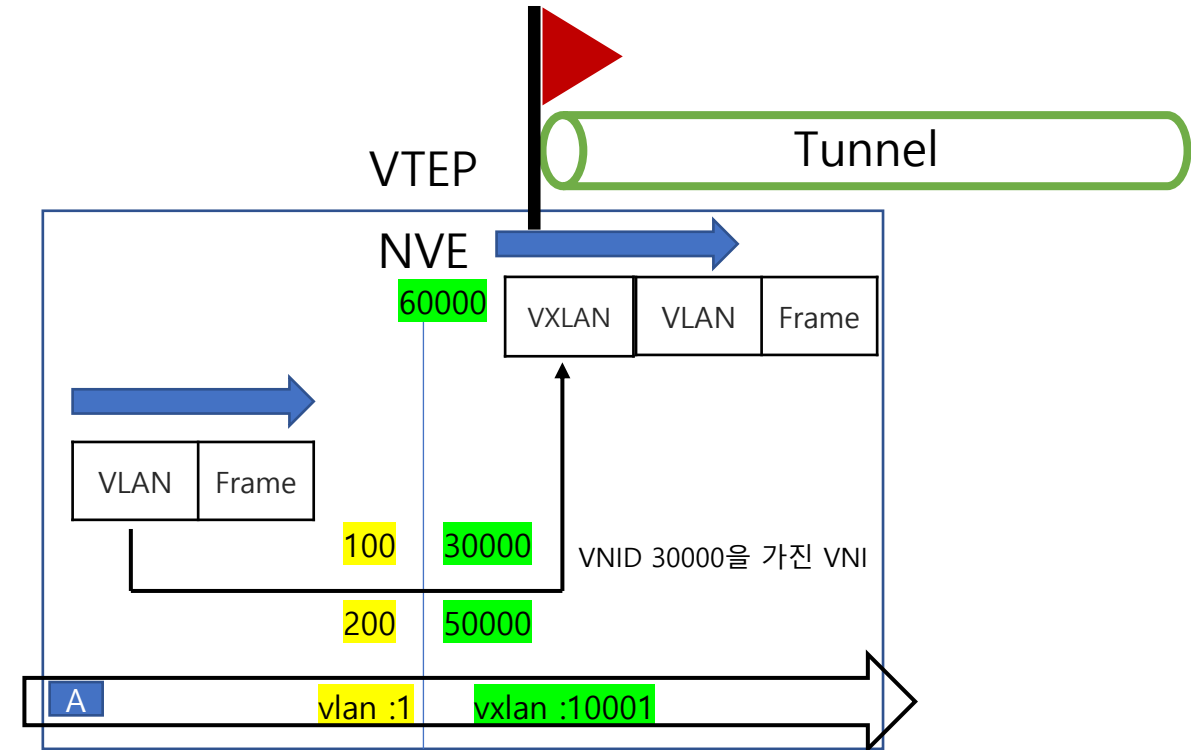 Tunnel
VTEP
NVE
60000
VXLAN VLAN Frame
VLAN Frame
100 30000
VNID 30000을 가진 VNI
200 50000
A
vlan :1 vxlan :10001